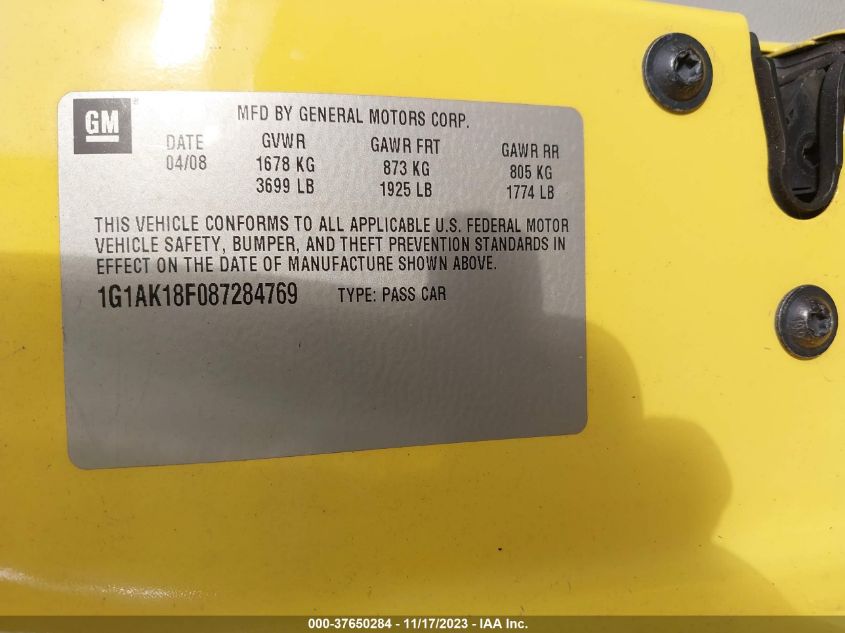 GM
MFD BY GENERAL MOTORS CORP.
DATE GVWR GAWR FRT GAWR RR
04/08 1678 KG 873 KG 805 KG
3699 LB 1925 LB 1774 LB
THIS VEHICLE CONFORMS TO ALL APPLICABLE U.S. FEDERAL MOTOR
VEHICLE SAFETY, BUMPER, AND THEFT PREVENTION STANDARDS IN
EFFECT ON THE DATE OF MANUFACTURE SHOWN ABOVE.
1G1AK18F087284769 TYPE: PASS CAR
000-37650284 - 11/17/2023 - IAA Inc.